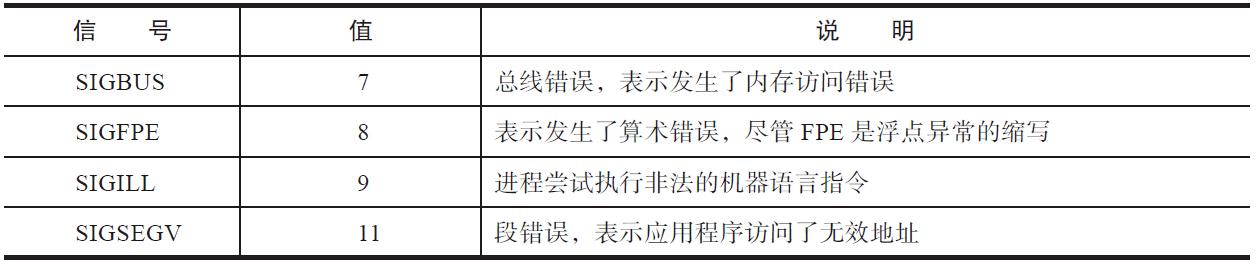 信 号 值 说 明
SIGBUS 7 总线错误，表示发生了内存访问错误
SIGFPE 8 表示发生了算术错误，尽管 FPE 是浮点异常的缩写
SIGILL 9 进程尝试执行非法的机器语言指令
SIGSEGV 11 段错误，表示应用程序访问了无效地址